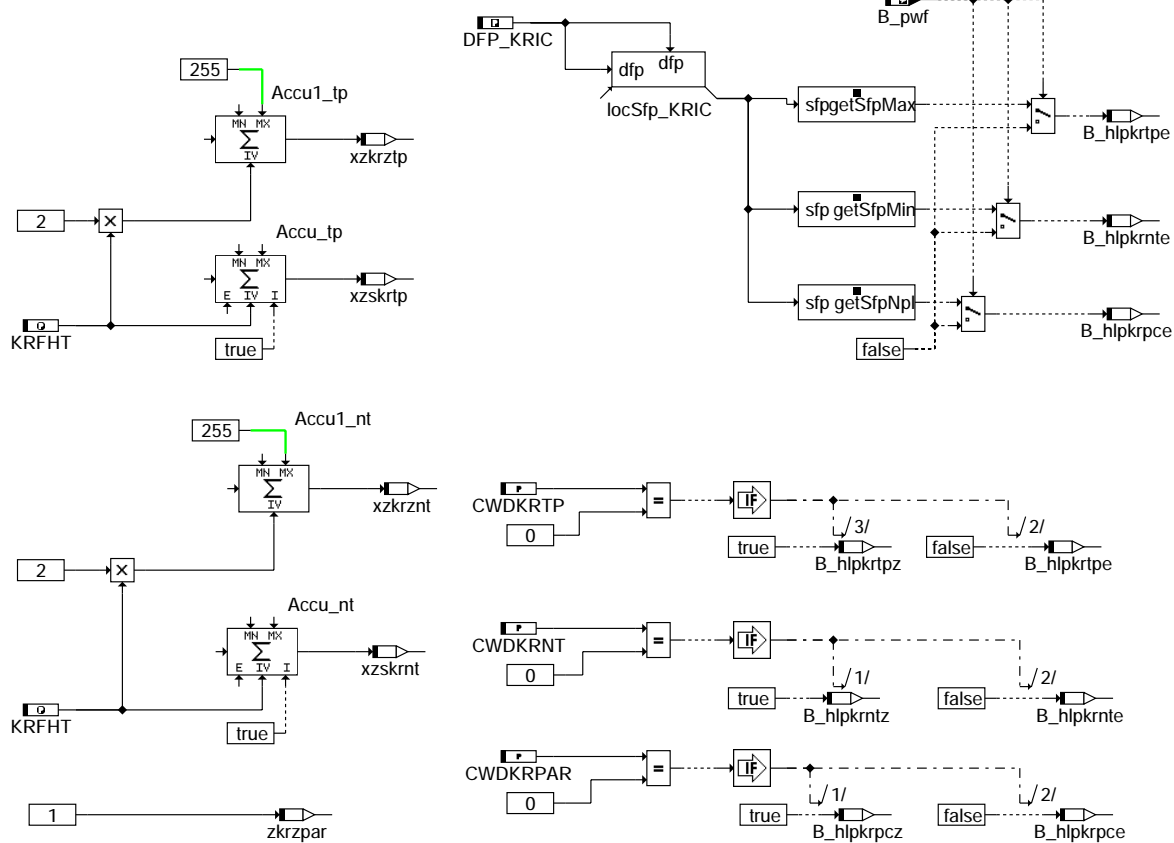 B_pwf
DFP_KRIC
dfp
dfp
locSfp_KRIC
sfpgetSfpMax
B_hlpkrtpe
sfp getSfpMin
B_hlpkrnte
sfp getSfpNpl
B_hlpkrpce
false
255
Accu1_tp
MN MX
IV
xzkrztp
2
Accu_tp
MN MX
E IV I
xzskrtp
KRFHT
true
255
Accu1_nt
MN MX
IV
xzkrznt
2
Accu_nt
MN MX
E IV I
xzskrnt
KRFHT
true
1
zkrzpar
CWDKRTP
=
IF
0
/3/
/2/
true
B_hlpkrtpz
false
B_hlpkrtpe
CWDKRNT
=
IF
0
/1/
/2/
true
B_hlpkrntz
false
B_hlpkrnte
CWDKRPAR
=
IF
0
/1/
/2/
true
B_hlpkrpcz
false
B_hlpkrpce